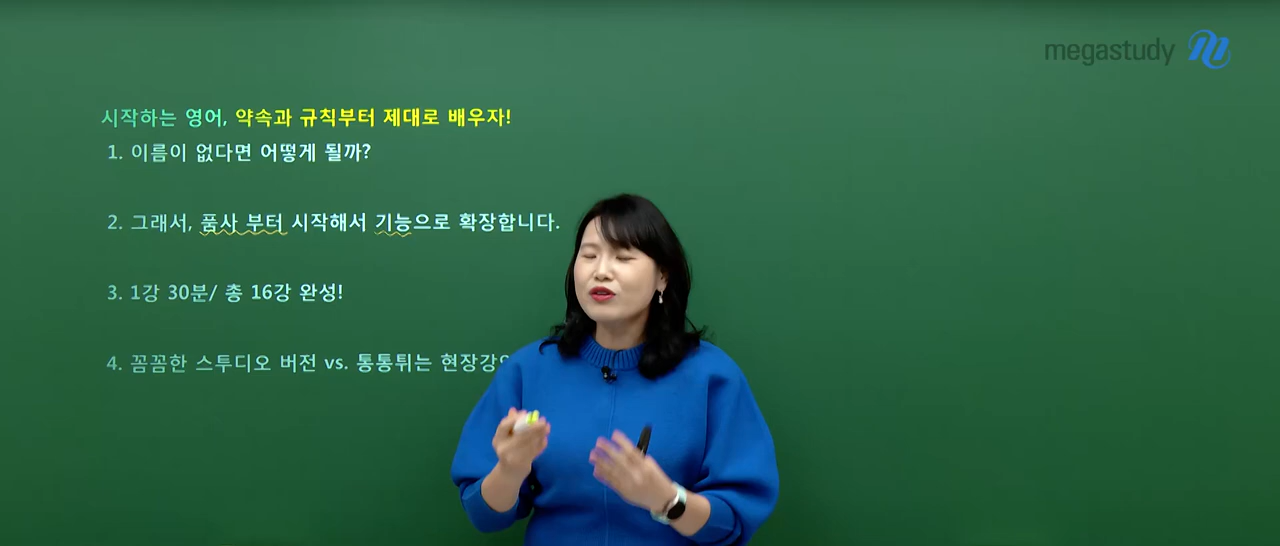 megastudy
시작하는 영어, 약속과 규칙부터 제대로 배우자!
1. 이름이 없다면 어떻게 될까?
2. 그래서, 품사 부터 시작해서 기능으로 확장합니다.
3. 1강 30분/ 총 16강 완성!
4. 꼼꼼한 스튜디오 버전 vs. 통통튀는